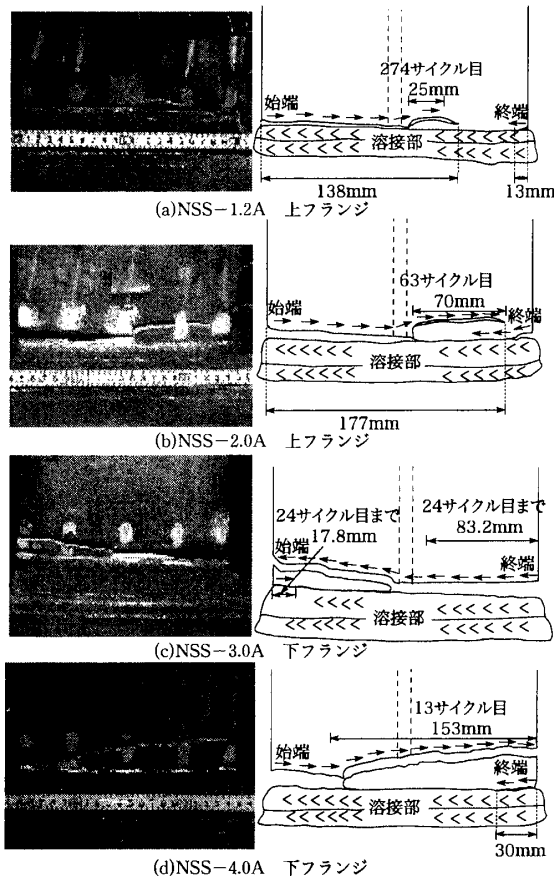 274サイクル目
25mm
始端
終端
溶接部
138mm
13mm
(a)NSS-1.2A 上フランジ
63サイクル目
70mm
始端
終端
溶接部
177mm
(b)NSS-2.0A 上フランジ
24サイクル目まで
17.8mm
24サイクル目まで
83.2mm
始端
終端
溶接部
(c)NSS-3.0A 下フランジ
13サイクル目
153mm
始端
終端
溶接部
30mm
(d)NSS-4.0A 下フランジ